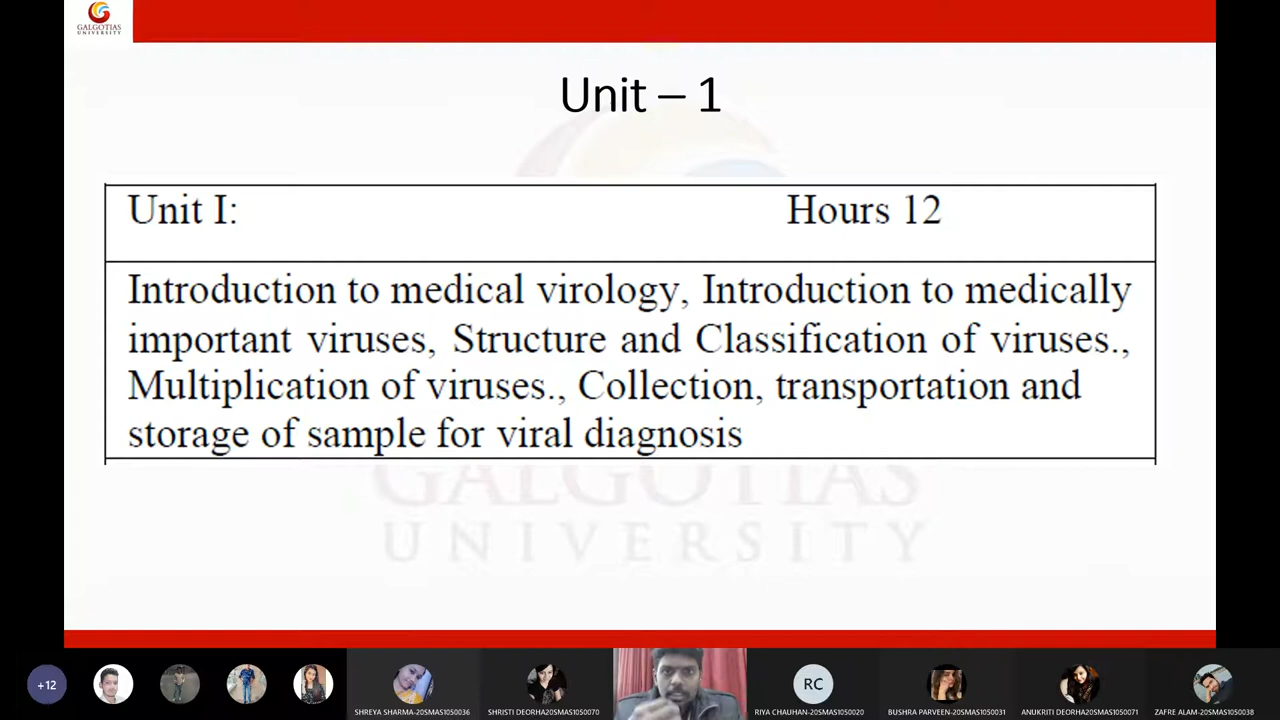 GALGOTIAS
UNIVERSITY
Unit – 1
Unit I: Hours 12
Introduction to medical virology, Introduction to medically
important viruses, Structure and Classification of viruses.,
Multiplication of viruses., Collection, transportation and
storage of sample for viral diagnosis
GALGOTIAS
UNIVERSITY
+12
SHREYA SHARMA-20SMAS1050036
SHRISTI DEORHA20SMAS1050070
RC
RIYA CHAUHAN-20SMAS1050020
BUSHRA PARVEEN-20SMAS1050031
ANUKRITI DEORHA20SMAS1050071
ZAFRE ALAM-20SMAS1050038